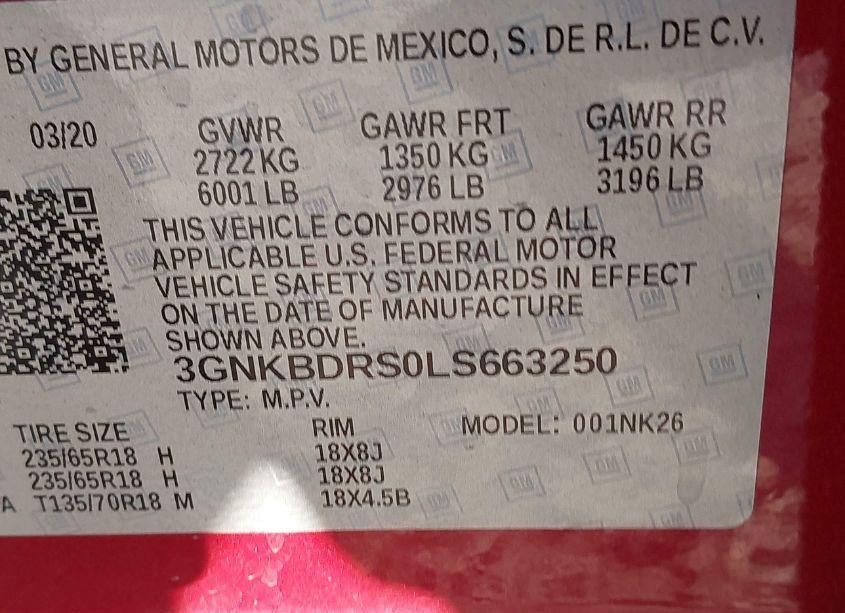 BY GENERAL MOTORS DE MEXICO, S. DE R.L. DE C.V.
03/20 GVWR GAWR FRT GAWR RR
2722 KG 1350 KG 1450 KG
6001 LB 2976 LB 3196 LB
THIS VEHICLE CONFORMS TO ALL
APPLICABLE U.S. FEDERAL MOTOR
VEHICLE SAFETY STANDARDS IN EFFECT
ON THE DATE OF MANUFACTURE
SHOWN ABOVE.
3GNKBDRS0LS663250
TYPE: M.P.V.
TIRE SIZE RIM MODEL: 001NK26
235/65R18 H 18X8J
235/65R18 H 18X8J
A T135/70R18 M 18X4.5B